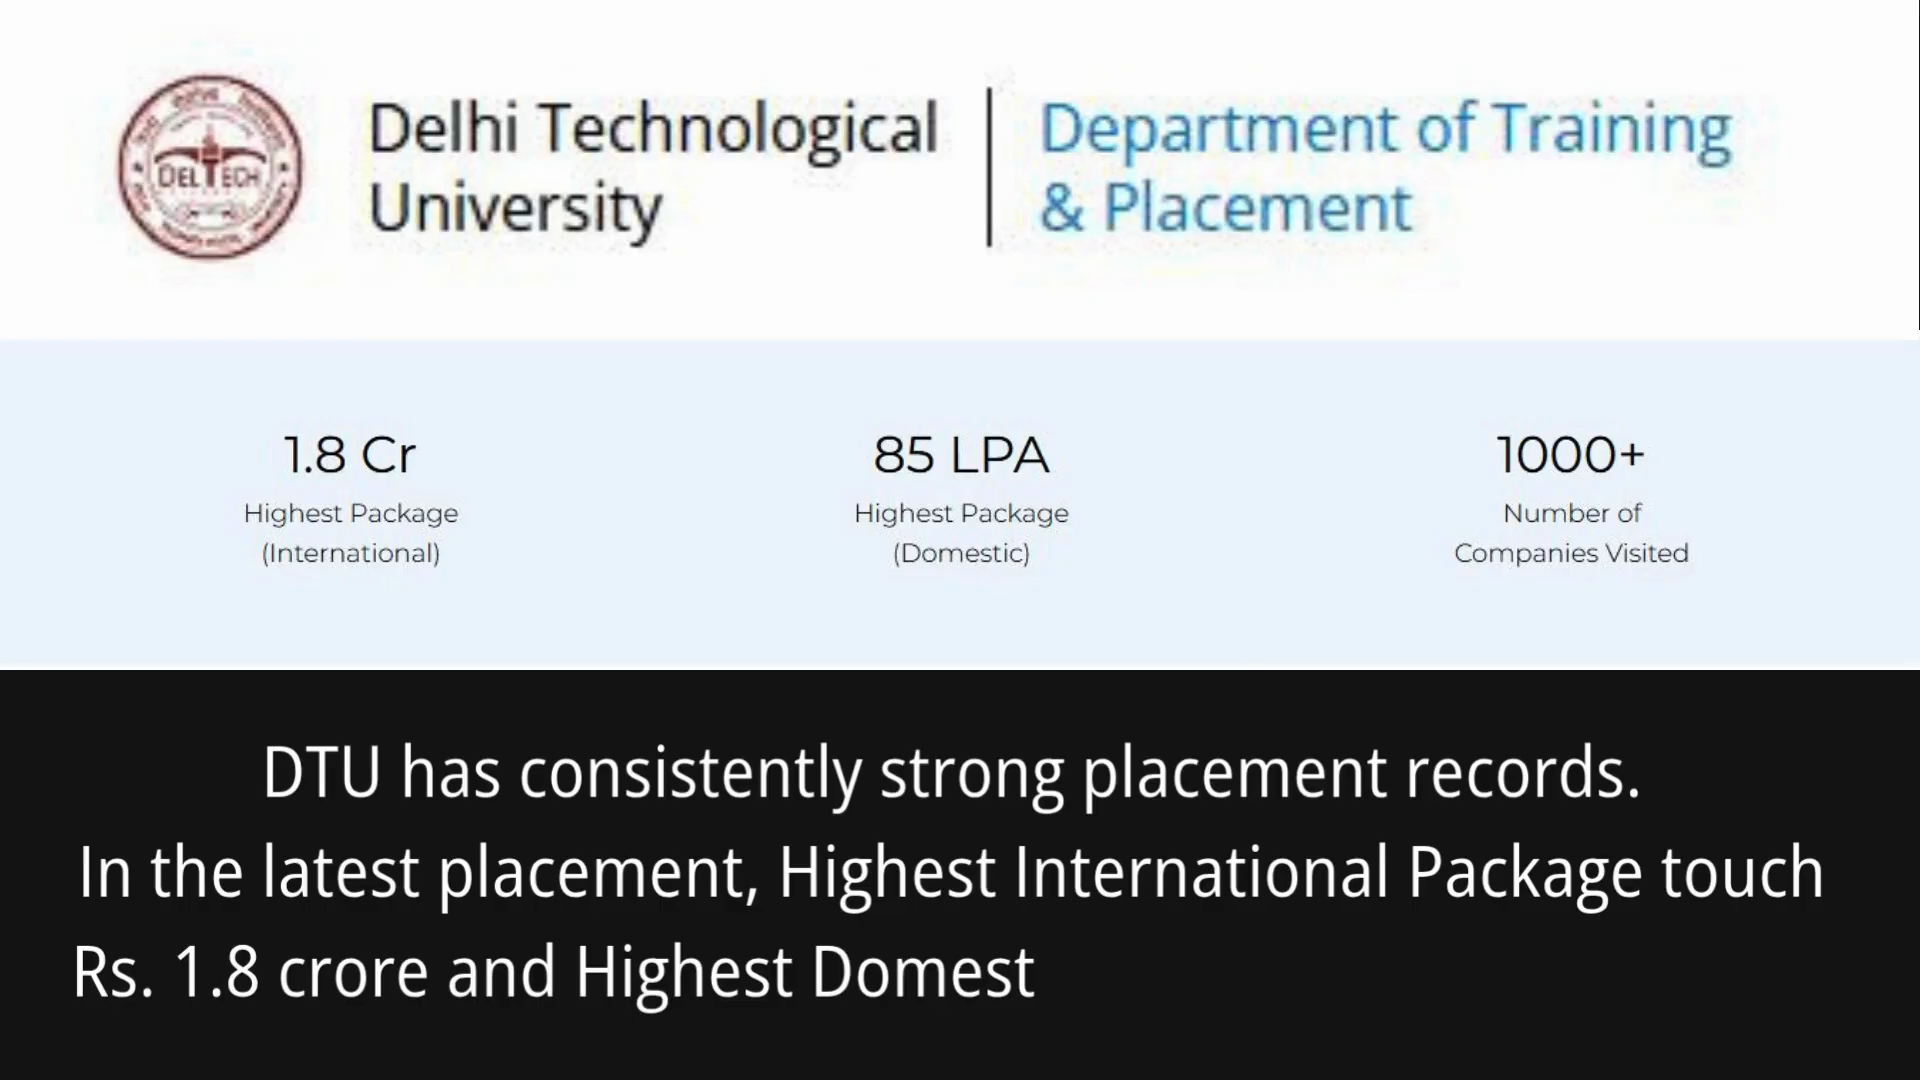 DELTECH
Delhi Technological
University
Department of Training
& Placement
1.8 Cr
Highest Package
(International)
85 LPA
Highest Package
(Domestic)
1000+
Number of
Companies Visited
DTU has consistently strong placement records.
In the latest placement, Highest International Package touch
Rs. 1.8 crore and Highest Domest